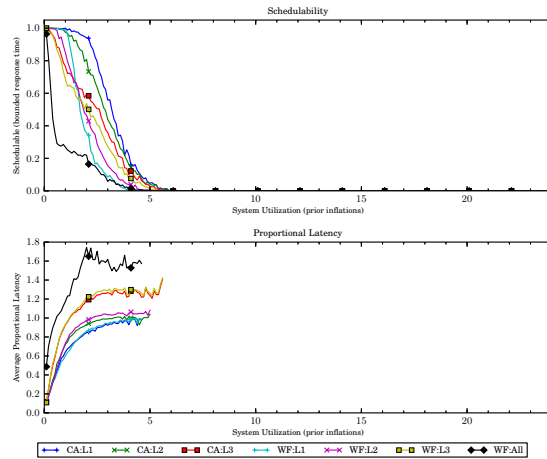 Schedulability
Schedulable (bounded response time)
1.0
0.8
0.6
0.4
0.2
0.0
0 5 10 15 20
System Utilization (prior inflations)
Proportional Latency
Average Proportional Latency
1.8
1.6
1.4
1.2
1.0
0.8
0.6
0.4
0.2
0.0
0 5 10 15 20
System Utilization (prior inflations)
CA:L1 CA:L2 CA:L3 WF:L1 WF:L2 WF:L3 WF:All